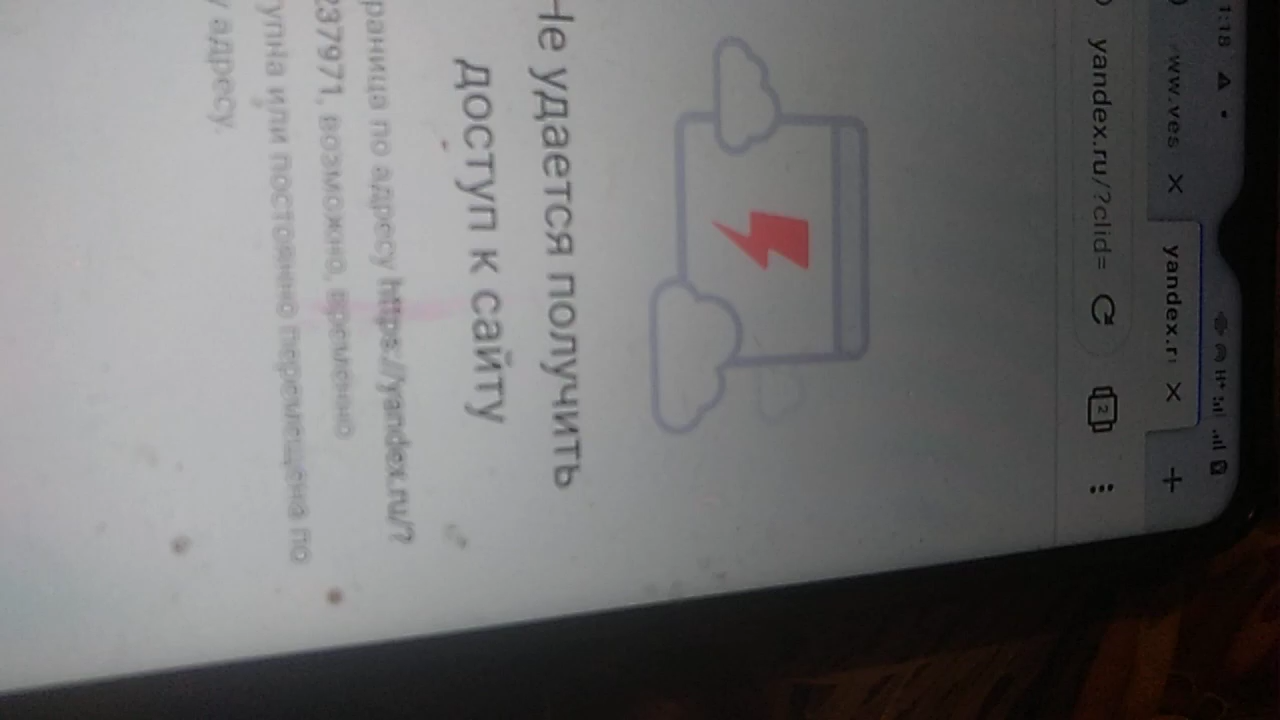 1:18 H+ 2
ww.ves × yandex.r × +
yandex.ru/?clid= 2
Не удается получить
доступ к сайту
раница по адресу https://yandex.ru/?
237971, возможно, временно
упна или постоянно перемещена по
адресу.